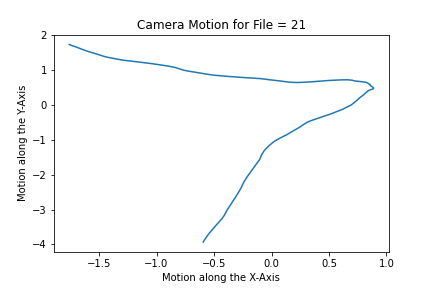 Camera Motion for File = 21
Motion along the Y-Axis
2
1
0
−1
−2
−3
−4
−1.5 −1.0 −0.5 0.0 0.5 1.0
Motion along the X-Axis